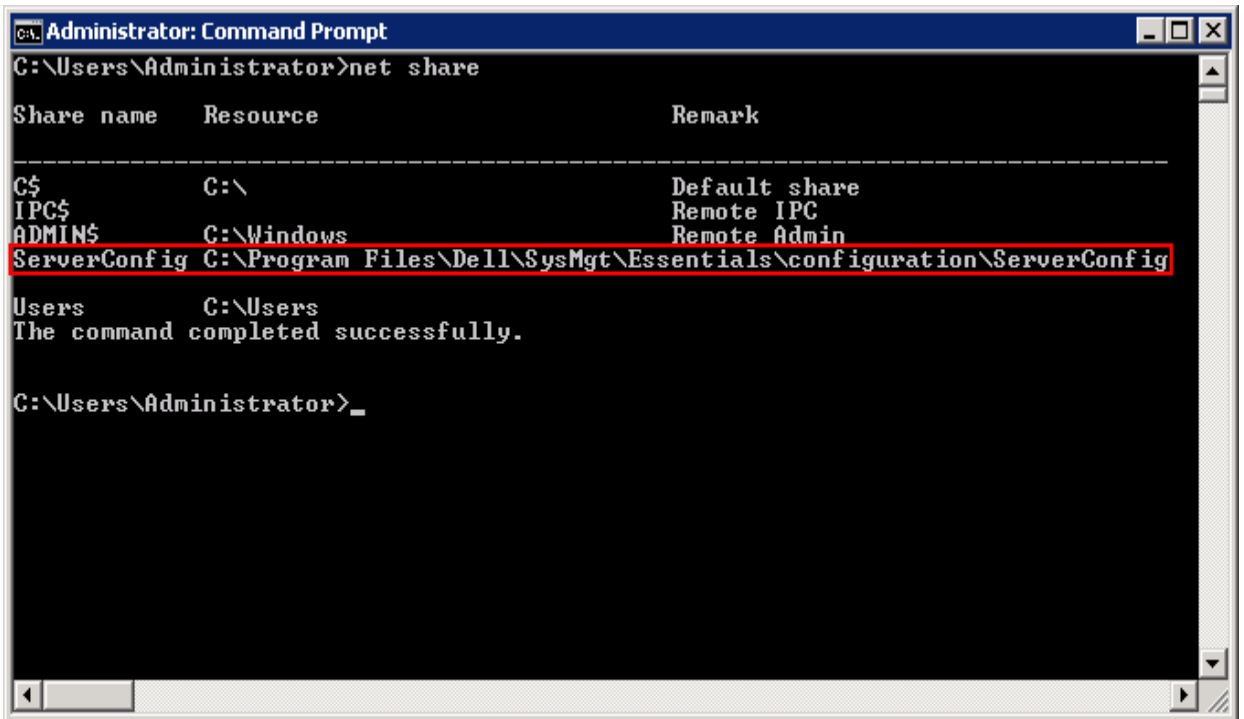 Administrator: Command Prompt
C:\Users\Administrator>net share
Share name Resource Remark
-------------------------------------------------------------------------------
C$ C:\ Default share
IPC$ Remote IPC
ADMIN$ C:\Windows Remote Admin
ServerConfig C:\Program Files\Dell\SysMgt\Essentials\configuration\ServerConfig
Users C:\Users
The command completed successfully.
C:\Users\Administrator>_